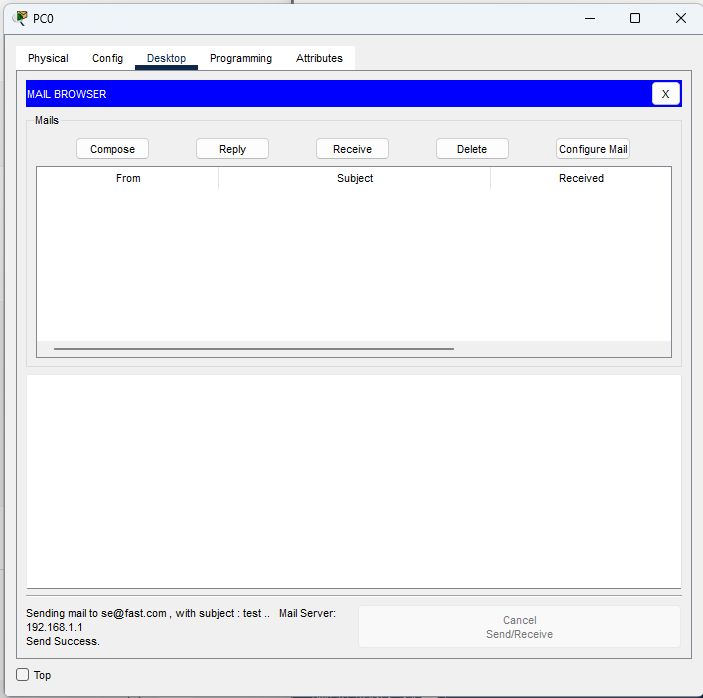 PC0
Physical Config Desktop Programming Attributes
MAIL BROWSER X
Mails
Compose Reply Receive Delete Configure Mail
From Subject Received
Sending mail to se@fast.com , with subject : test .. Mail Server:
192.168.1.1
Send Success.
Cancel
Send/Receive
Top